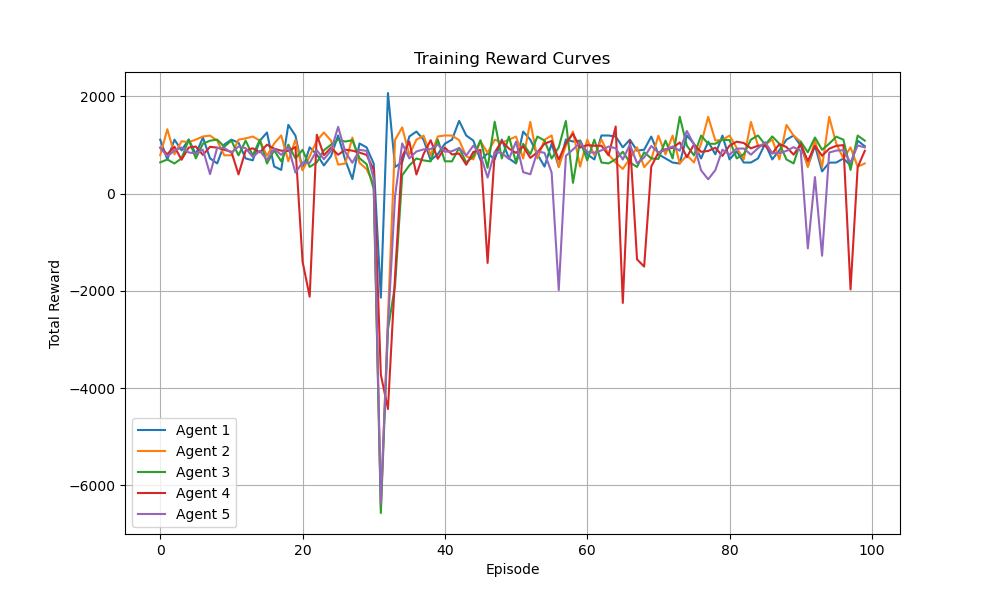 Training Reward Curves
2000
0
−2000
−4000
−6000
Total Reward
Agent 1
Agent 2
Agent 3
Agent 4
Agent 5
0 20 40 60 80 100
Episode